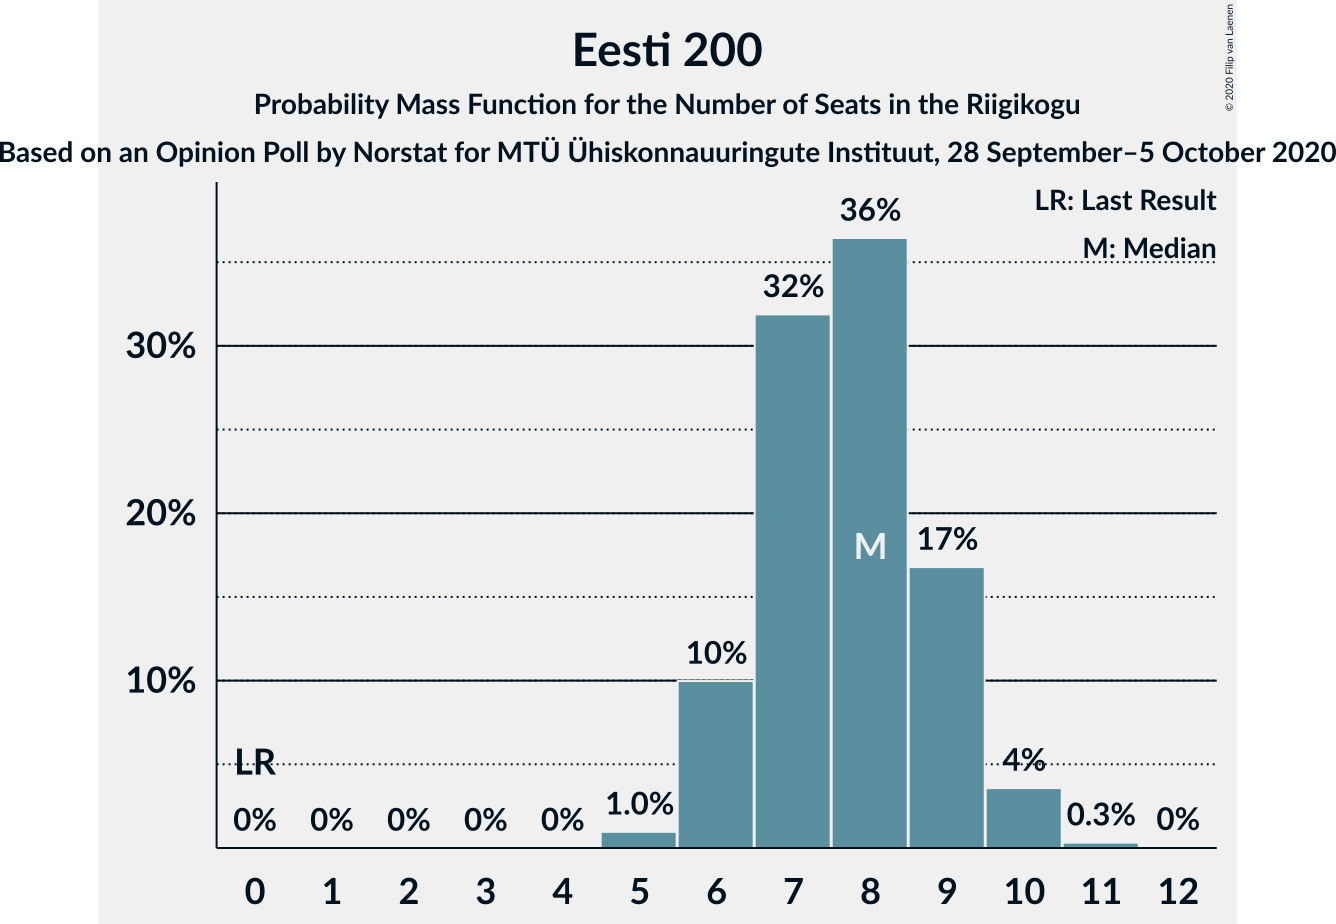 Eesti 200
Probability Mass Function for the Number of Seats in the Riigikogu
Based on an Opinion Poll by Norstat for MTÜ Ühiskonnauuringute Instituut, 28 September–5 October 2020
© 2020 Filip van Laenen
LR: Last Result
M: Median
30%
20%
10%
LR
0%
0%
0%
0%
0%
1.0%
10%
32%
36%
M
17%
4%
0.3%
0%
0 1 2 3 4 5 6 7 8 9 10 11 12